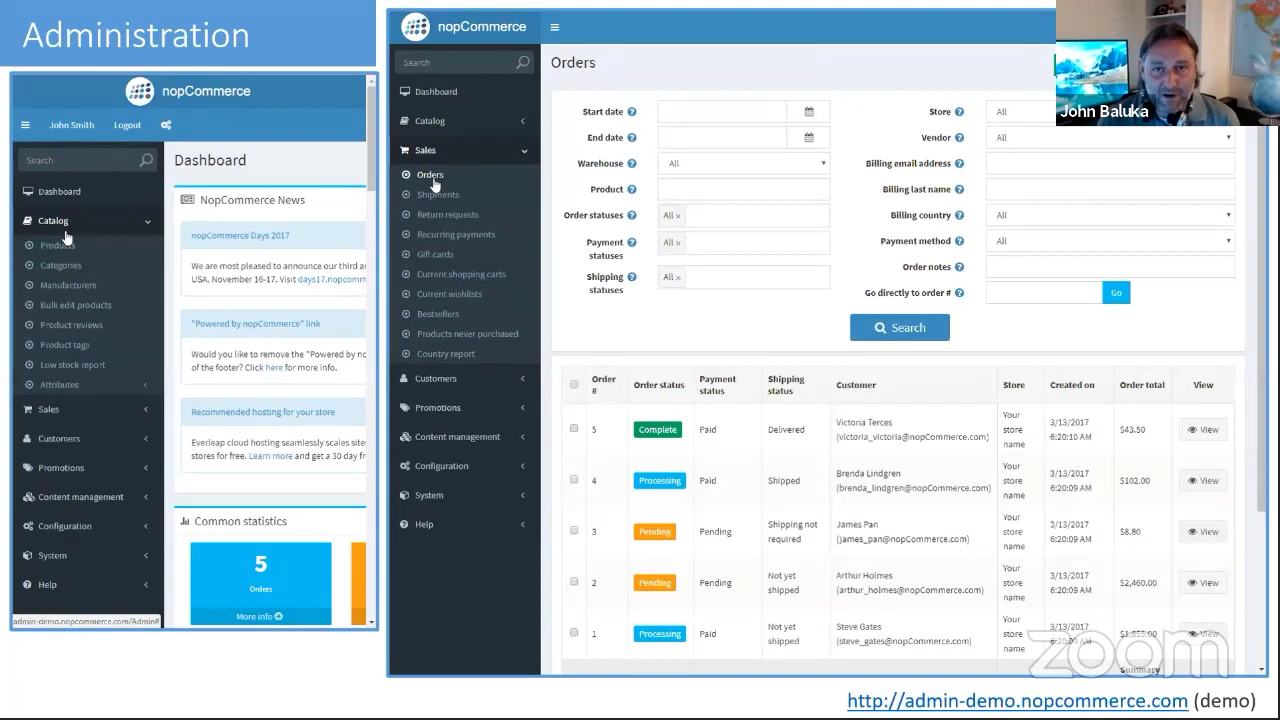 Administration
nopCommerce
John Smith Logout
Search
Dashboard
Catalog
Products
Categories
Manufacturers
Bulk edit products
Product reviews
Product tags
Low stock report
Attributes
Sales
Customers
Promotions
Content management
Configuration
System
Help
admin-demo.nopcommerce.com/Admin#
Dashboard
nopCommerce News
nopCommerce Days 2017
We are most pleased to announce our third an
USA. November 16-17. Visit days17.nopcomm
"Powered by nopCommerce" link
Would you like to remove the "Powered by no
of the footer? Click here for more info.
Recommended hosting for your store
Everleap cloud hosting seamlessly scales sites
stores for free. Learn more and get a 30 day fr
Common statistics
5
Orders
More info
nopCommerce
Search
Dashboard
Catalog
Sales
Orders
Shipments
Return requests
Recurring payments
Gift cards
Current shopping carts
Current wishlists
Bestsellers
Products never purchased
Country report
Customers
Promotions
Content management
Configuration
System
Help
Orders
John Baluka
Start date
End date
Warehouse All
Product
Order statuses All ×
Payment statuses All ×
Shipping statuses All ×
Store All
Vendor All
Billing email address
Billing last name
Billing country All
Payment method All
Order notes
Go directly to order # Go
Search
Order # Order status Payment status Shipping status Customer Store Created on Order total View
5 Complete Paid Delivered Victoria Terces (victoria_victoria@nopCommerce.com) Your store name 3/13/2017 6:20:10 AM $43.50 View
4 Processing Paid Shipped Brenda Lindgren (brenda_lindgren@nopCommerce.com) Your store name 3/13/2017 6:20:09 AM $102.00 View
3 Pending Pending Shipping not required James Pan (james_pan@nopCommerce.com) Your store name 3/13/2017 6:20:09 AM $8.80 View
2 Pending Pending Not yet shipped Arthur Holmes (arthur_holmes@nopCommerce.com) Your store name 3/13/2017 6:20:09 AM $2,460.00 View
1 Processing Paid Not yet shipped Steve Gates (steve_gates@nopCommerce.com) Your store name 3/13/2017 6:20:09 AM $1,855.00 View
Summary
zoom
http://admin-demo.nopcommerce.com (demo)